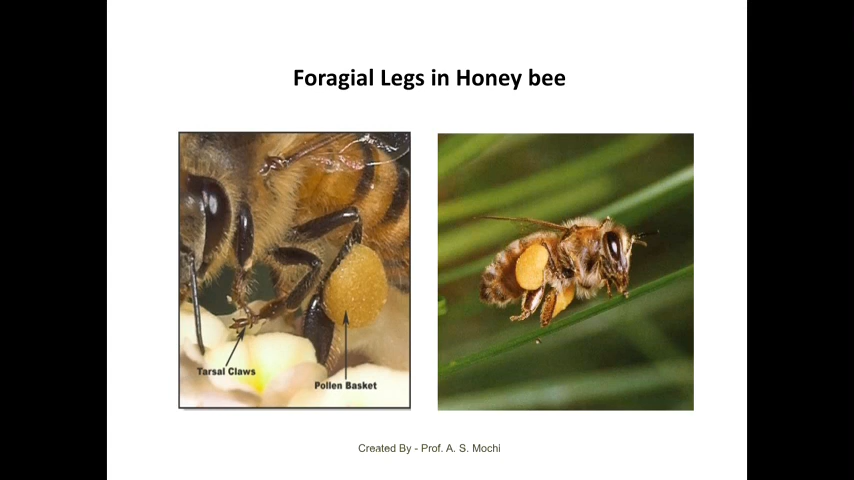 Foragial Legs in Honey bee
Tarsal Claws
Pollen Basket
Created By - Prof. A. S. Mochi